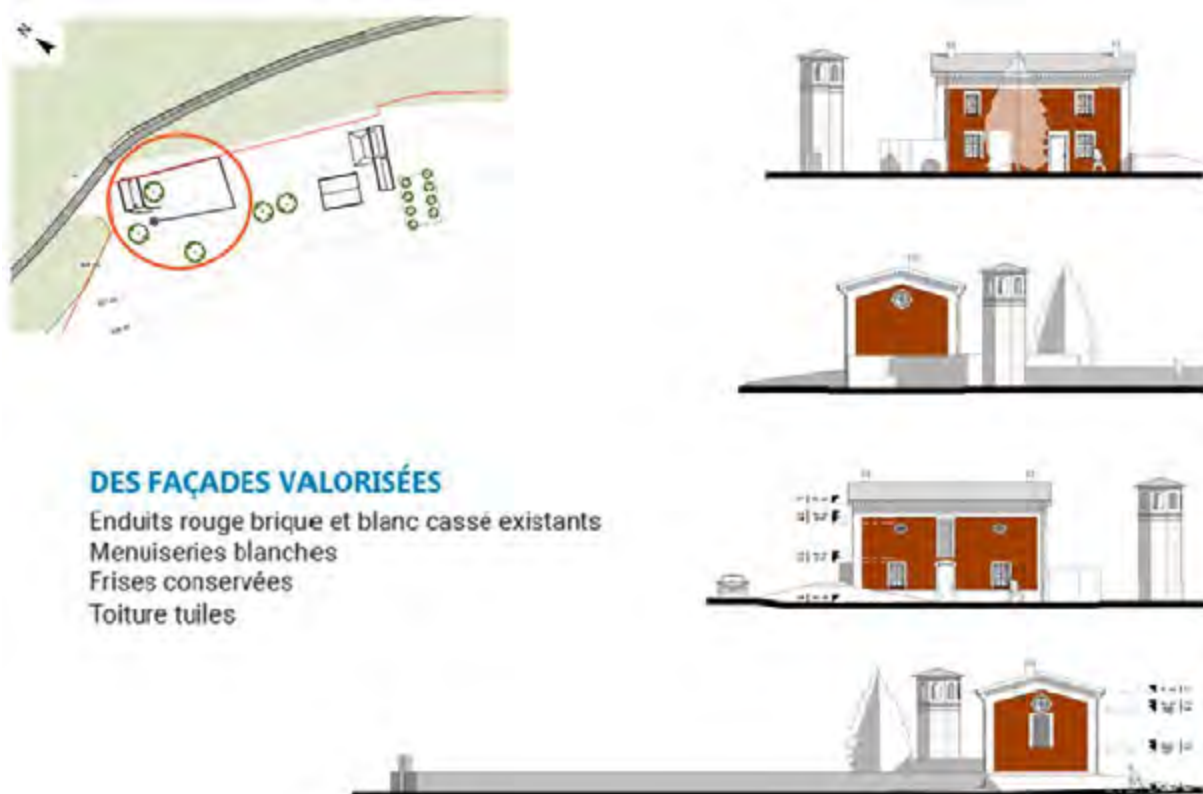 N
DES FAÇADES VALORISÉES
Enduits rouge brique et blanc cassé existants
Menuiseries blanches
Frises conservées
Toiture tuiles